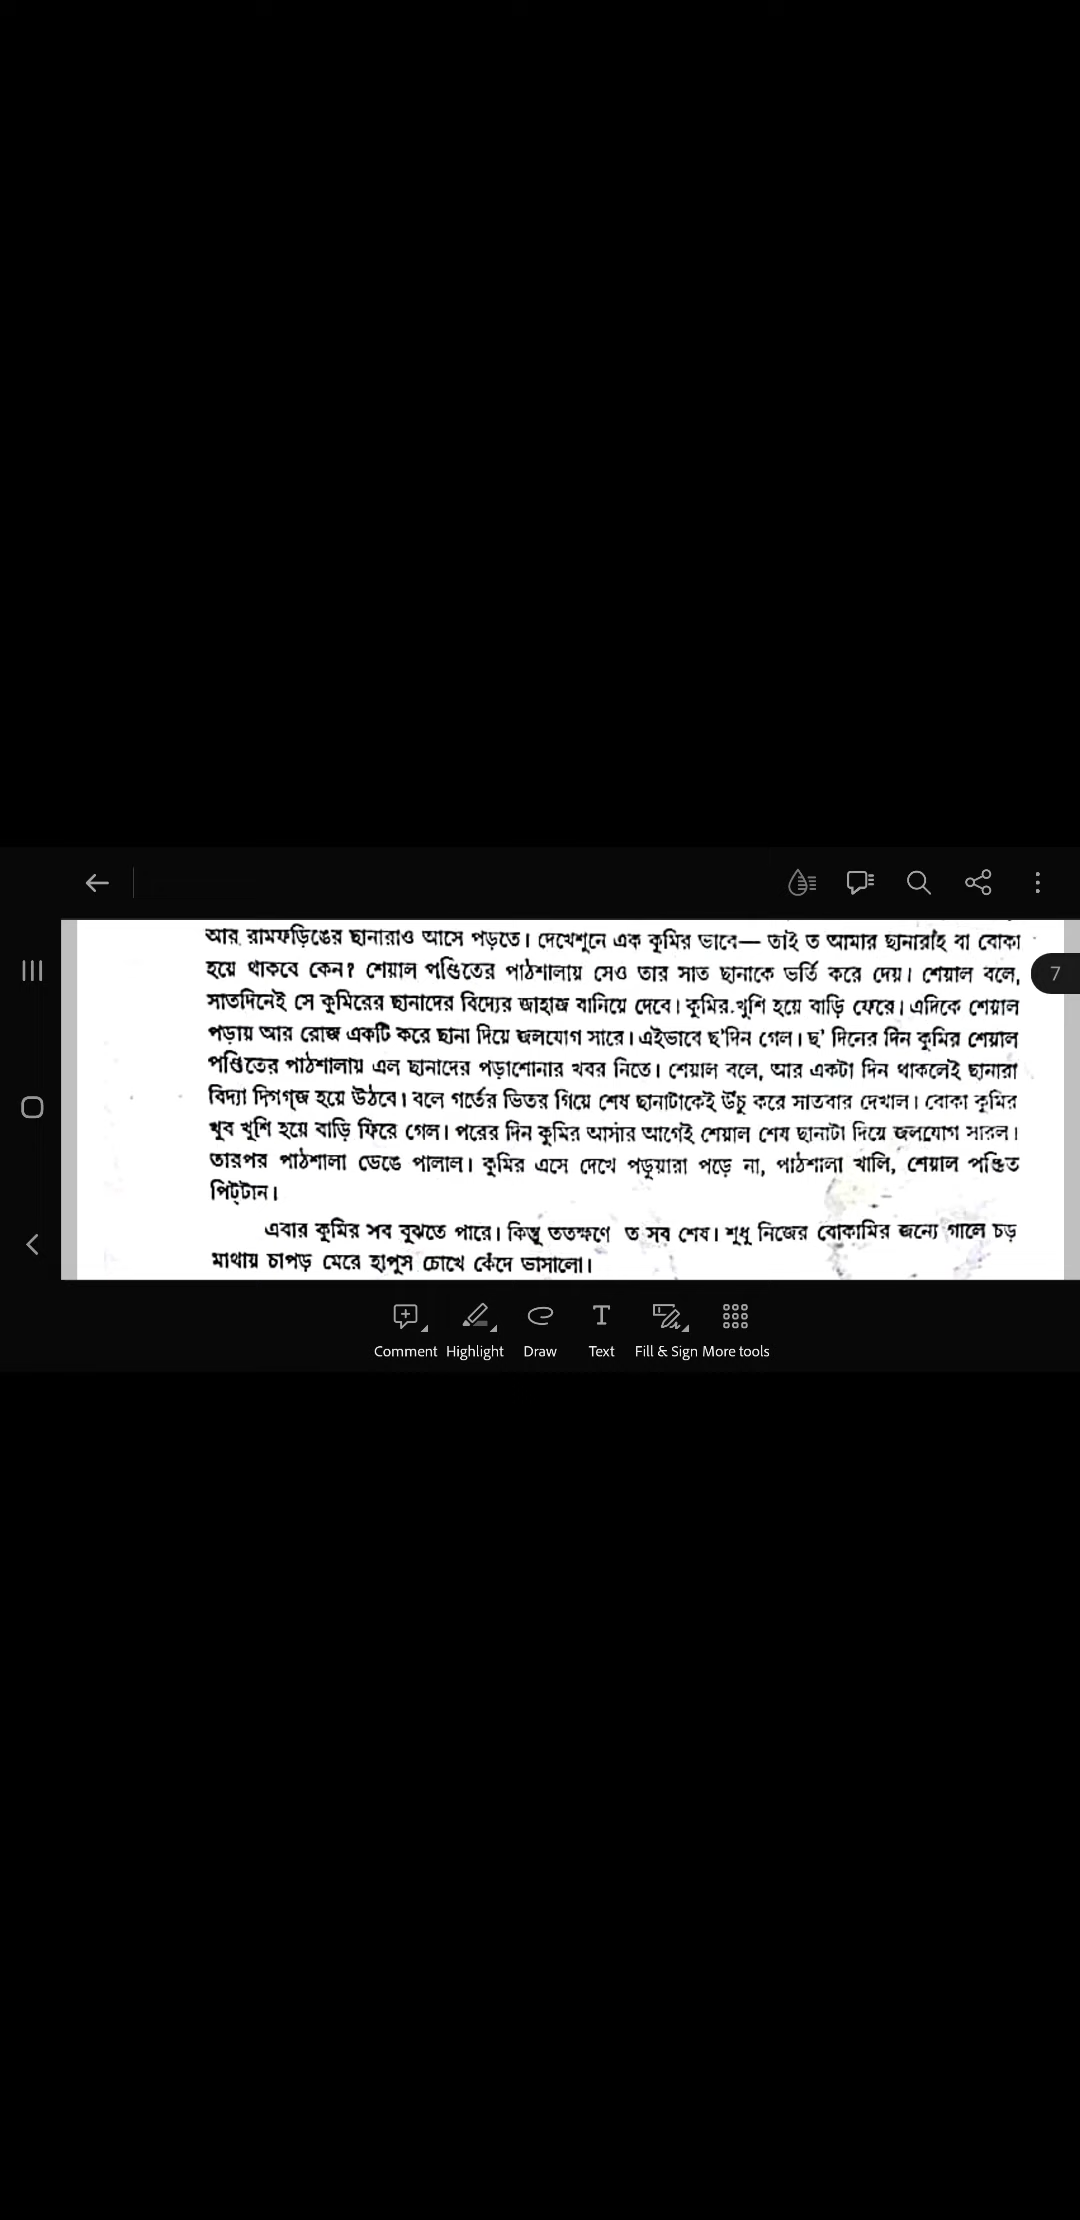 আর রামফড়িঙের ছানারাও আসে পড়তে। দেখেশুনে এক কুমির ভাবে— তাই ত আমার ছানারাই বা বোকা
হয়ে থাকবে কেন? শেয়াল পণ্ডিতের পাঠশালায় সেও তার সাত ছানাকে ভর্তি করে দেয়। শেয়াল বলে,
7
সাতদিনেই সে কুমিরের ছানাদের বিদ্যের জাহাজ বানিয়ে দেবে। কুমির খুশি হয়ে বাড়ি ফেরে। এদিকে শেয়াল
পড়ায় আর রোজ একটি করে ছানা দিয়ে জলযোগ সারে। এইভাবে ছ'দিন গেল। ছ' দিনের দিন কুমির শেয়াল
পণ্ডিতের পাঠশালায় এল ছানাদের পড়াশোনার খবর নিতে। শেয়াল বলে, আর একটা দিন থাকলেই ছানারা
বিদ্যা দিগগ্জ হয়ে উঠবে। বলে গর্তের ভিতর গিয়ে শেষ ছানাটাকেই উঁচু করে সাতবার দেখাল। বোকা কুমির
খুব খুশি হয়ে বাড়ি ফিরে গেল। পরের দিন কুমির আসার আগেই শেয়াল শেষ ছানাটা দিয়ে জলযোগ সারল।
তারপর পাঠশালা ভেঙে পালাল। কুমির এসে দেখে পড়ুয়ারা পড়ে না, পাঠশালা খালি, শেয়াল পণ্ডিত
পিট্টান।
এবার কুমির সব বুঝতে পারে। কিন্তু ততক্ষণে ত সব শেষ। শুধু নিজের বোকামির জন্যে গালে চড়
মাথায় চাপড় মেরে হাপুস চোখে কেঁদে ভাসালো।
Comment Highlight Draw Text Fill & Sign More tools